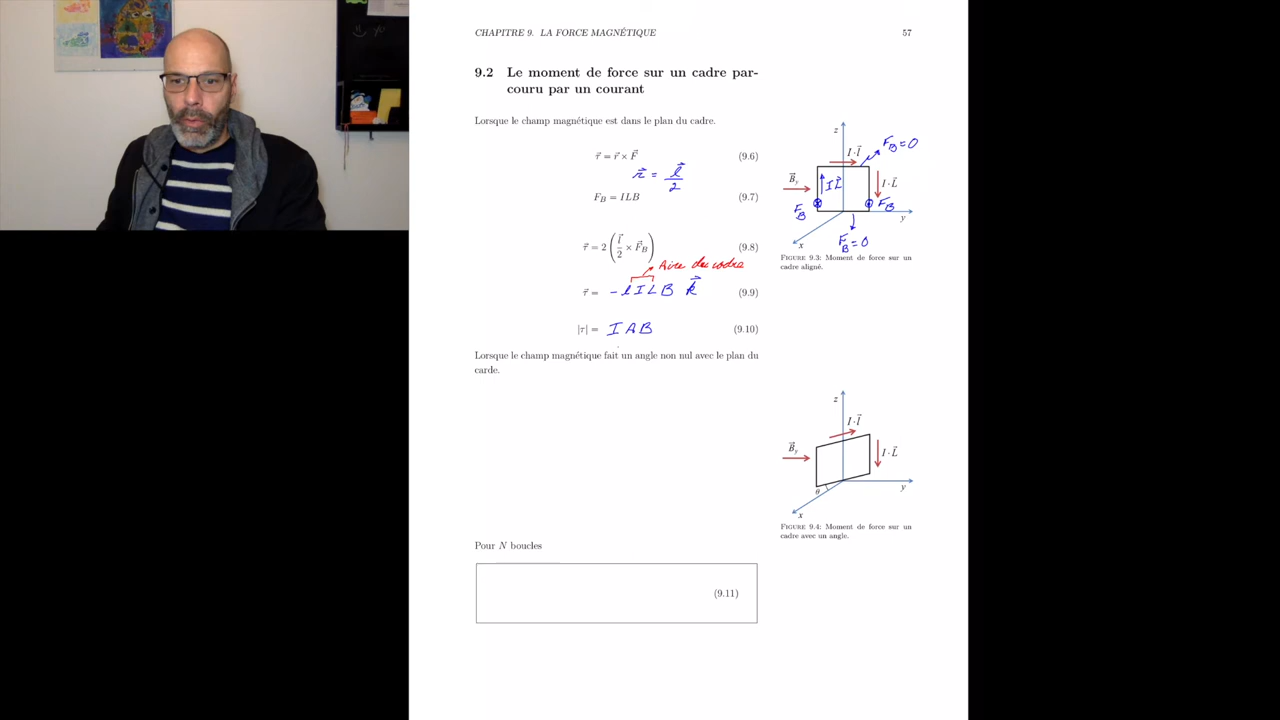 CHAPITRE 9. LA FORCE MAGNÉTIQUE 57
9.2 Le moment de force sur un cadre par-
couru par un courant
Lorsque le champ magnétique est dans le plan du cadre.
τ⃗ = r⃗ × F⃗ (9.6)
r⃗ = l⃗/2
F_B = ILB (9.7)
τ⃗ = 2 (l⃗/2 × F⃗_B) (9.8)
Aire du cadre
τ⃗ = - l I L B k⃗ (9.9)
|τ| = I A B (9.10)
z
F_B = 0
I · l⃗
B⃗_y
I L⃗
I · L⃗
F_B
F_B
y
x
F_B = 0
FIGURE 9.3: Moment de force sur un
cadre aligné.
Lorsque le champ magnétique fait un angle non nul avec le plan du
carde.
z
I · l⃗
B⃗_y
I · L⃗
θ
y
x
FIGURE 9.4: Moment de force sur un
cadre avec un angle.
Pour N boucles
(9.11)